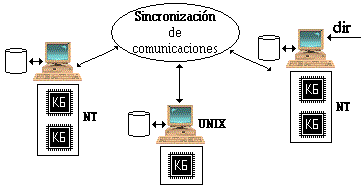 Sincronización
de
comunicaciones
dir
K6
K6
NT
UNIX
K6
K6
K6
NT